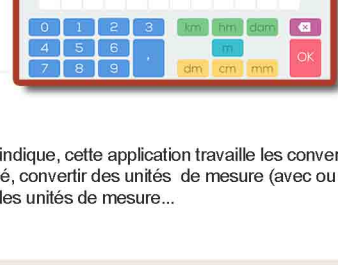 0 1 2 3 km hm dam
4 5 6 , m OK
7 8 9 dm cm mm
indique, cette application travaille les conver
é, convertir des unités de mesure (avec ou
les unités de mesure...